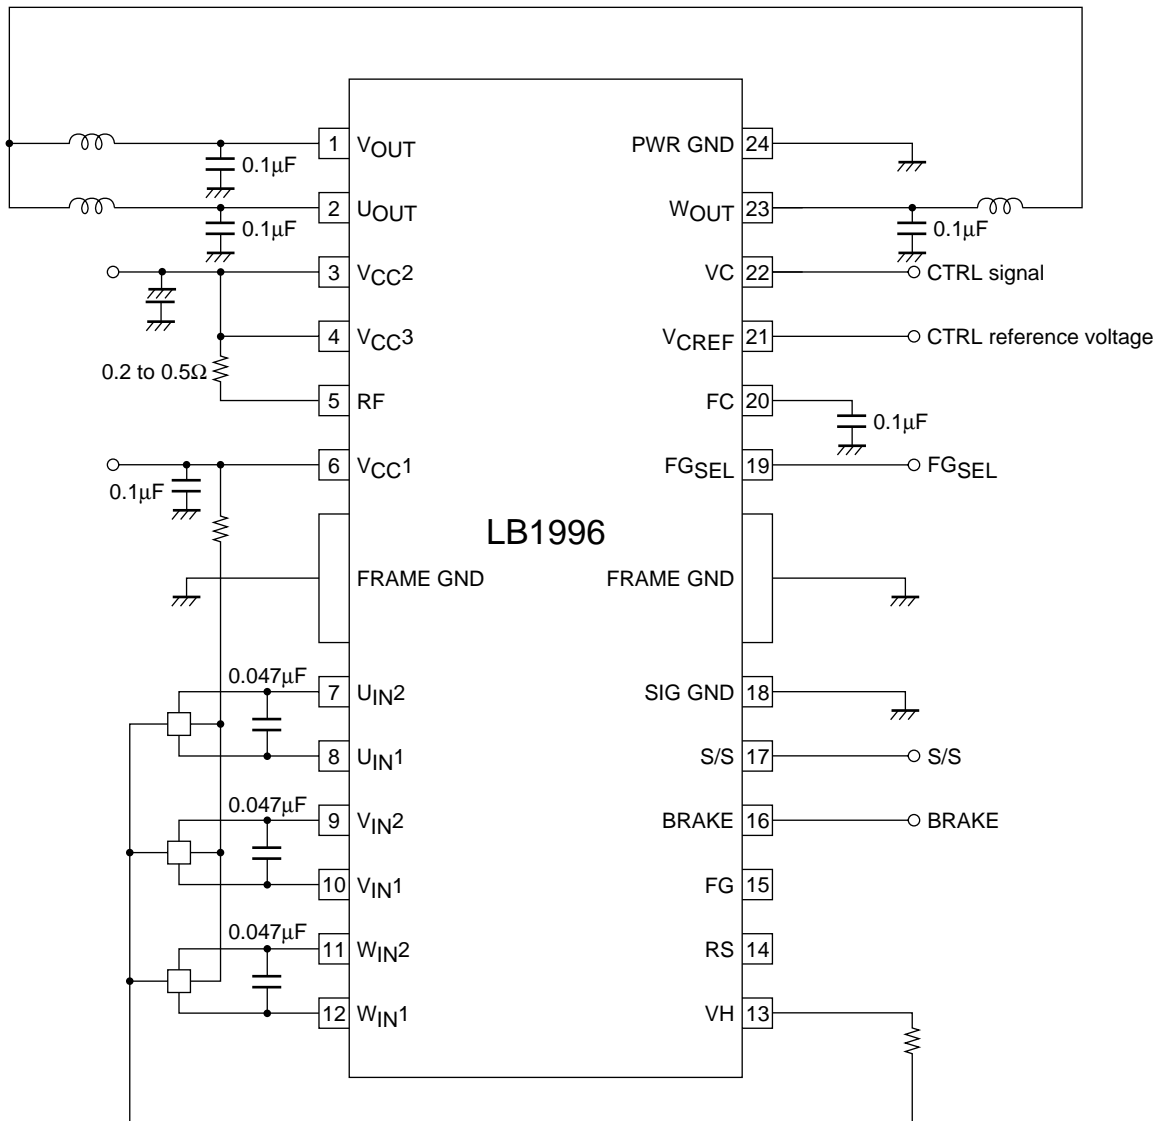 1 VOUT
PWR GND 24
0.1μF
2 UOUT
WOUT 23
0.1μF
0.1μF
3 VCC2
VC 22
CTRL signal
4 VCC3
VCREF 21
CTRL reference voltage
0.2 to 0.5Ω
5 RF
FC 20
0.1μF
6 VCC1
FGSEL 19
FGSEL
0.1μF
LB1996
FRAME GND
FRAME GND
0.047μF
7 UIN2
SIG GND 18
8 UIN1
S/S 17
S/S
0.047μF
9 VIN2
BRAKE 16
BRAKE
10 VIN1
FG 15
0.047μF
11 WIN2
RS 14
12 WIN1
VH 13